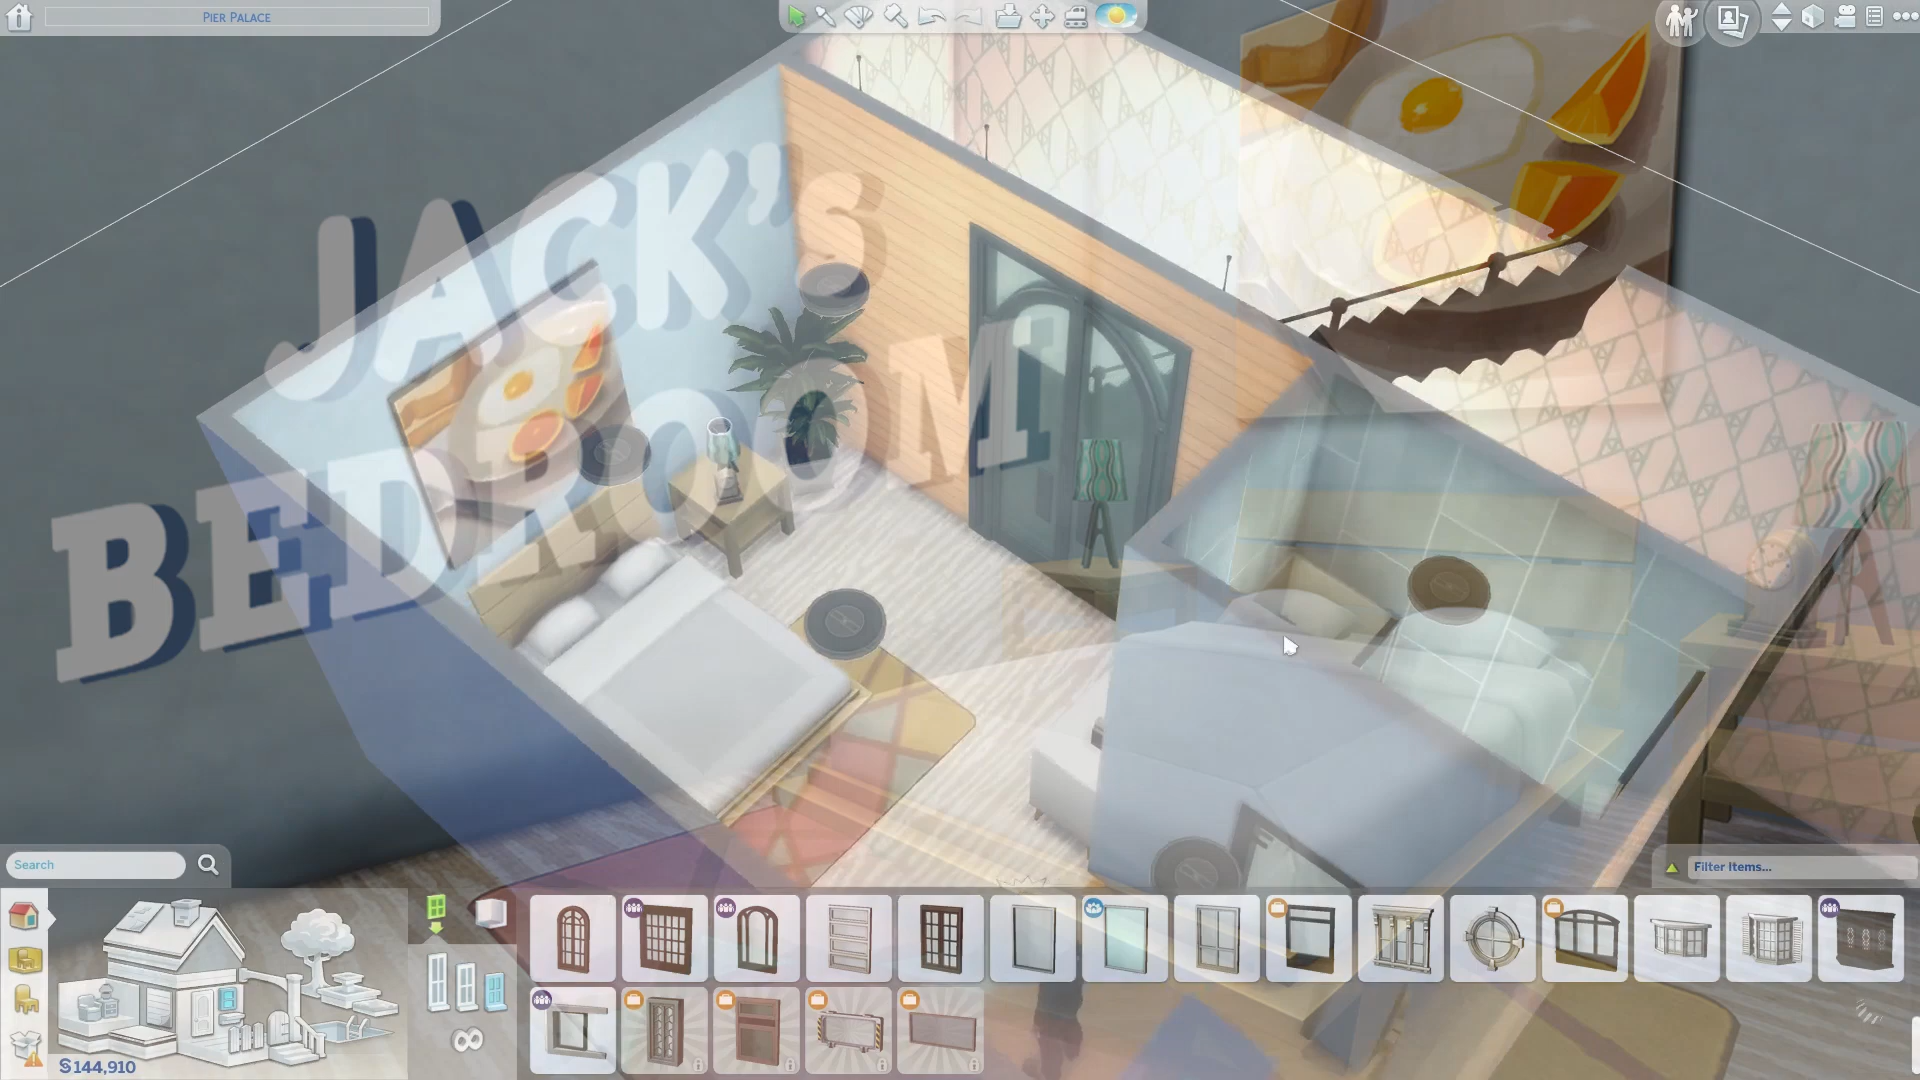 PIER PALACE
JACK'S
BEDROOM
Search
Filter Items...
§144,910